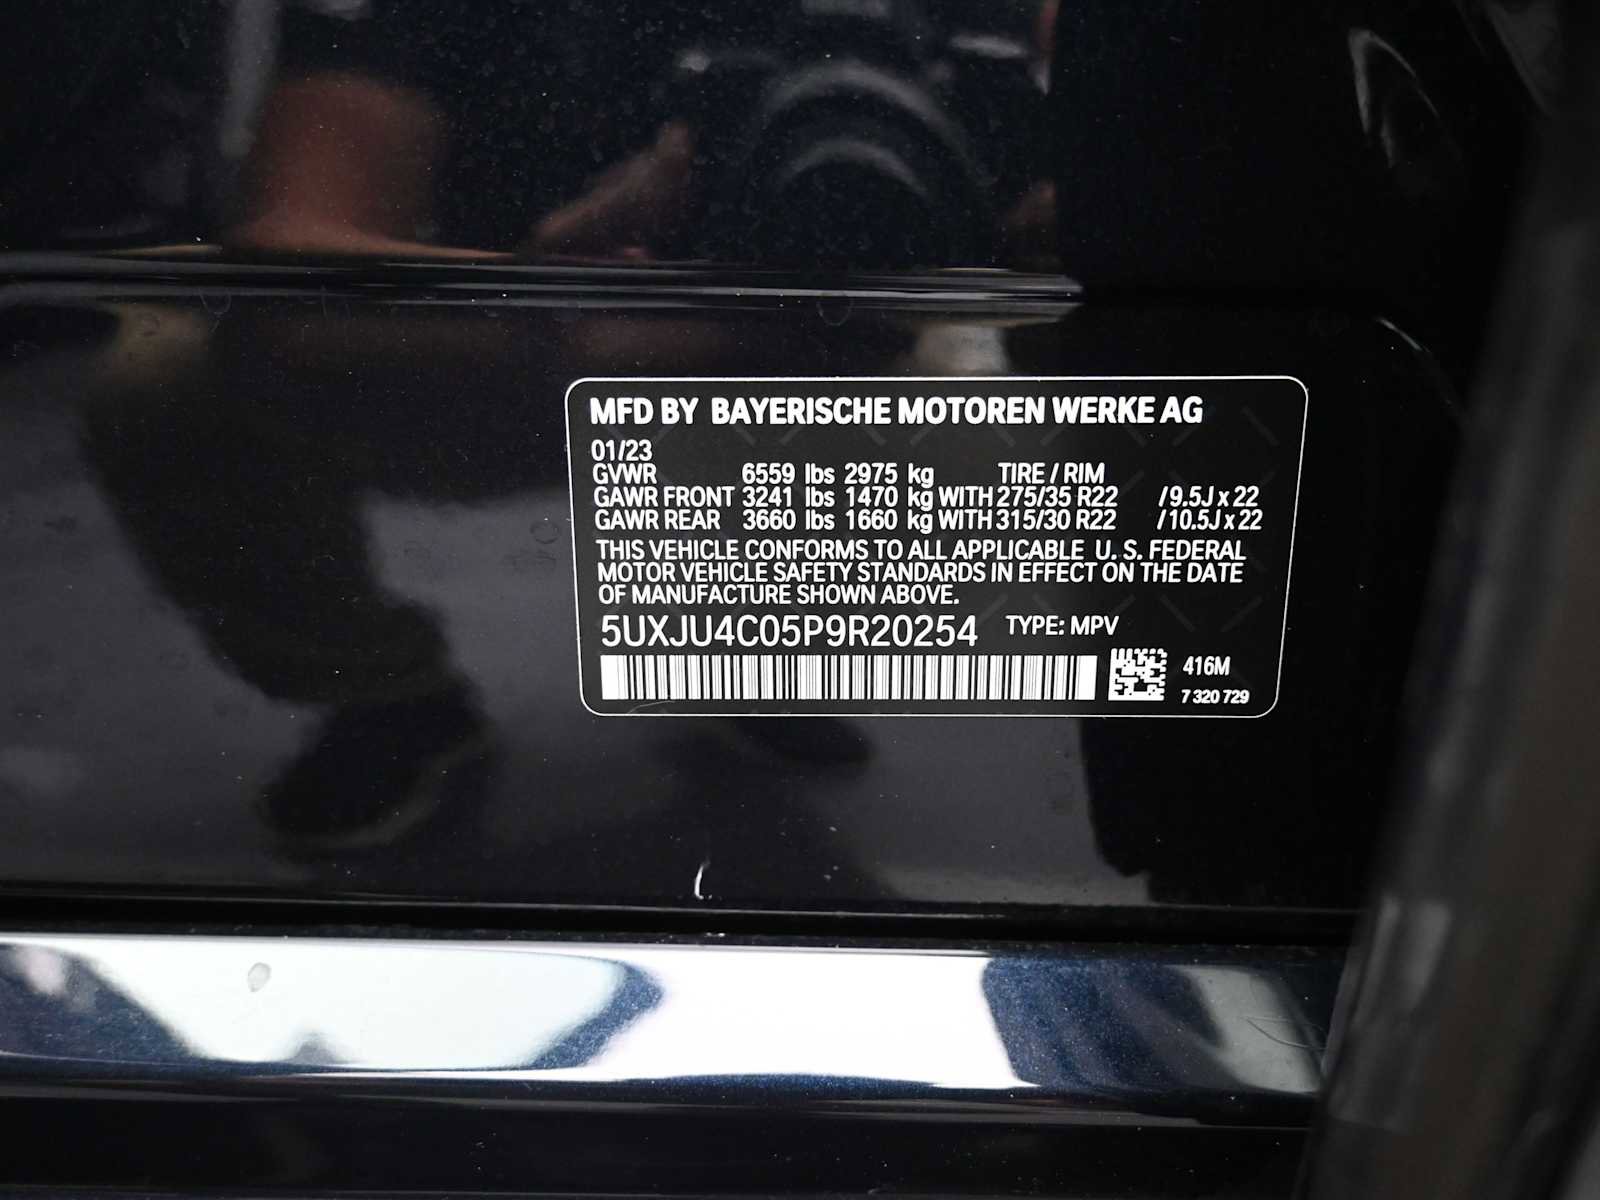 MFD BY BAYERISCHE MOTOREN WERKE AG
01/23
GVWR 6559 lbs 2975 kg TIRE / RIM
GAWR FRONT 3241 lbs 1470 kg WITH 275/35 R22 / 9.5J x 22
GAWR REAR 3660 lbs 1660 kg WITH 315/30 R22 / 10.5J x 22
THIS VEHICLE CONFORMS TO ALL APPLICABLE U. S. FEDERAL
MOTOR VEHICLE SAFETY STANDARDS IN EFFECT ON THE DATE
OF MANUFACTURE SHOWN ABOVE.
5UXJU4C05P9R20254 TYPE: MPV
416M
7 320 729